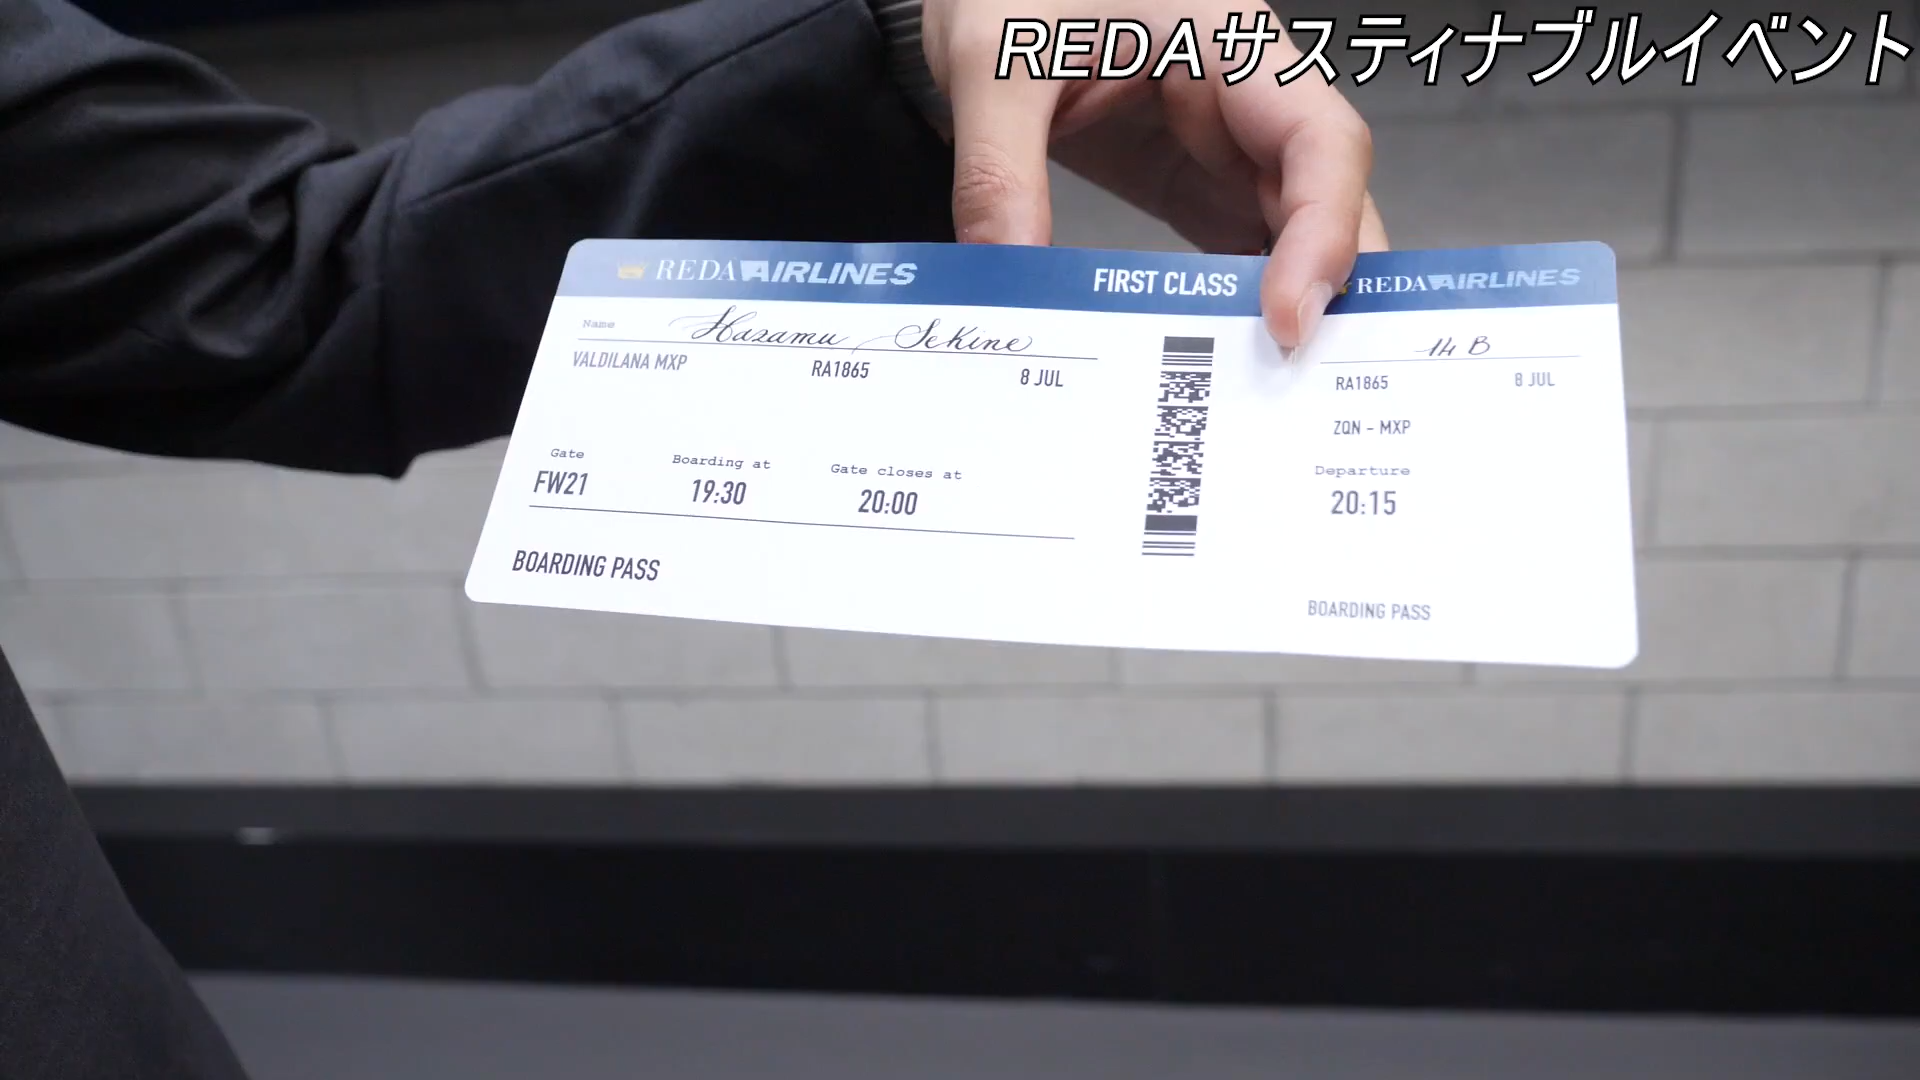 REDAサスティナブルイベント
REDA AIRLINES
FIRST CLASS
REDA AIRLINES
Name
Hazamu Sekine
14 B
VALDILANA MXP
RA1865
8 JUL
RA1865
8 JUL
ZQN - MXP
Gate
Boarding at
Gate closes at
Departure
FW21
19:30
20:00
20:15
BOARDING PASS
BOARDING PASS